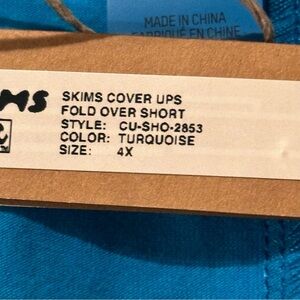 MADE IN CHINA
FABRIQUÉ EN CHINE
MS
SKIMS COVER UPS
FOLD OVER SHORT
STYLE: CU-SHO-2853
COLOR: TURQUOISE
SIZE: 4X